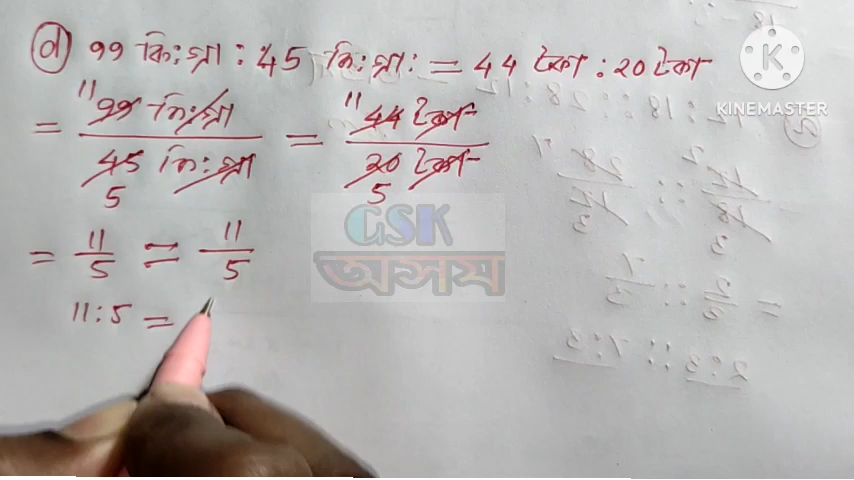 (d) 99 কি:গ্ৰা : 45 কি:গ্ৰা: = 44 টকা : 20 টকা
KINEMASTER
11 11
= 99 কি:গ্ৰা / 45 কি:গ্ৰা = 44 টকা / 20 টকা
5 5
GSK
অসম
= 11/5 = 11/5
11:5 =